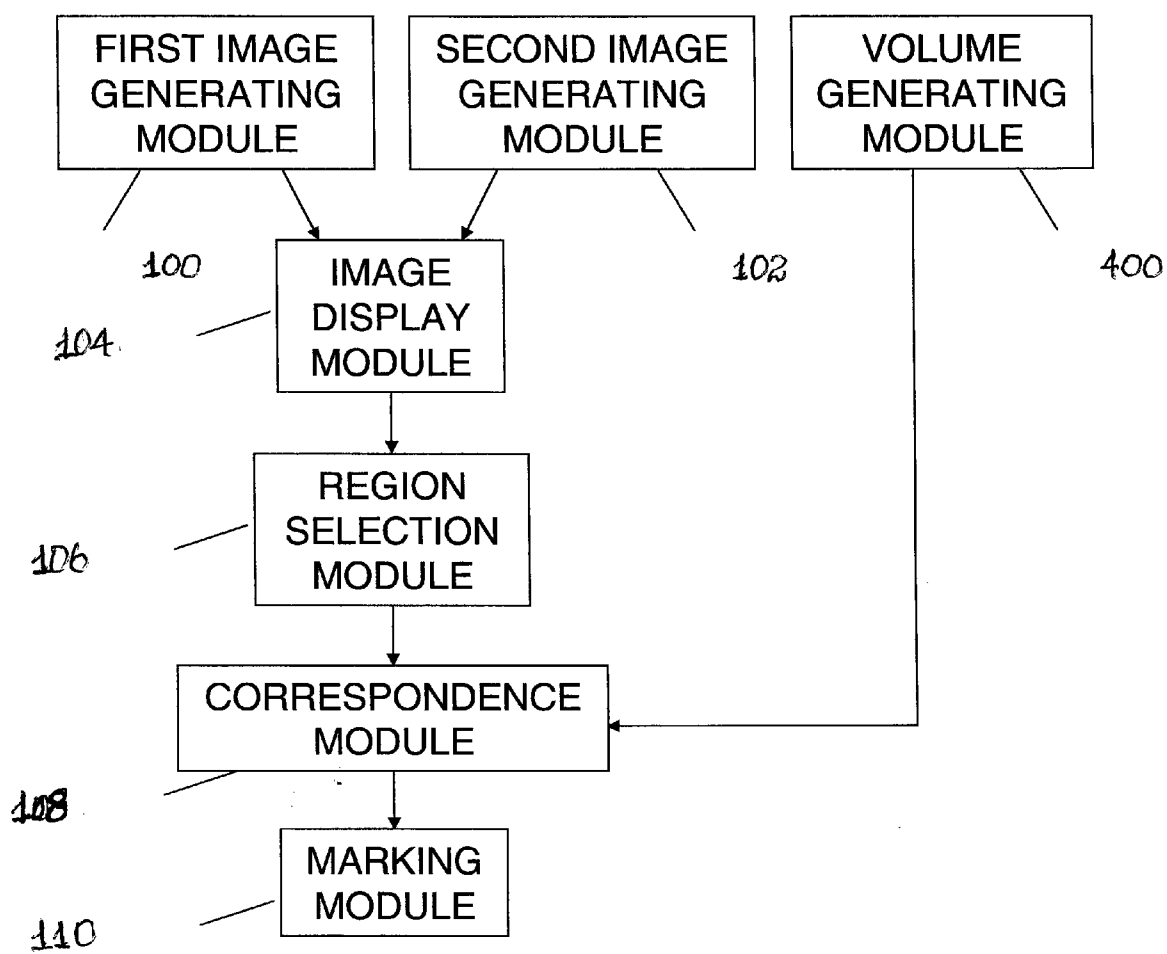 FIRST IMAGE
GENERATING
MODULE
SECOND IMAGE
GENERATING
MODULE
VOLUME
GENERATING
MODULE
100
102
400
IMAGE
DISPLAY
MODULE
104
REGION
SELECTION
MODULE
106
CORRESPONDENCE
MODULE
108
MARKING
MODULE
110